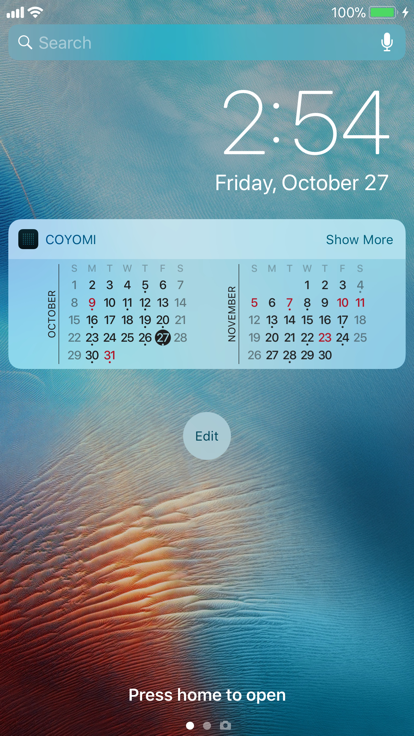 100%
Search
2:54
Friday, October 27
COYOMI Show More
OCTOBER
S M T W T F S
1 2 3 4 5 6 7
8 9 10 11 12 13 14
15 16 17 18 19 20 21
22 23 24 25 26 27 28
29 30 31
NOVEMBER
S M T W T F S
1 2 3 4
5 6 7 8 9 10 11
12 13 14 15 16 17 18
19 20 21 22 23 24 25
26 27 28 29 30
Edit
Press home to open